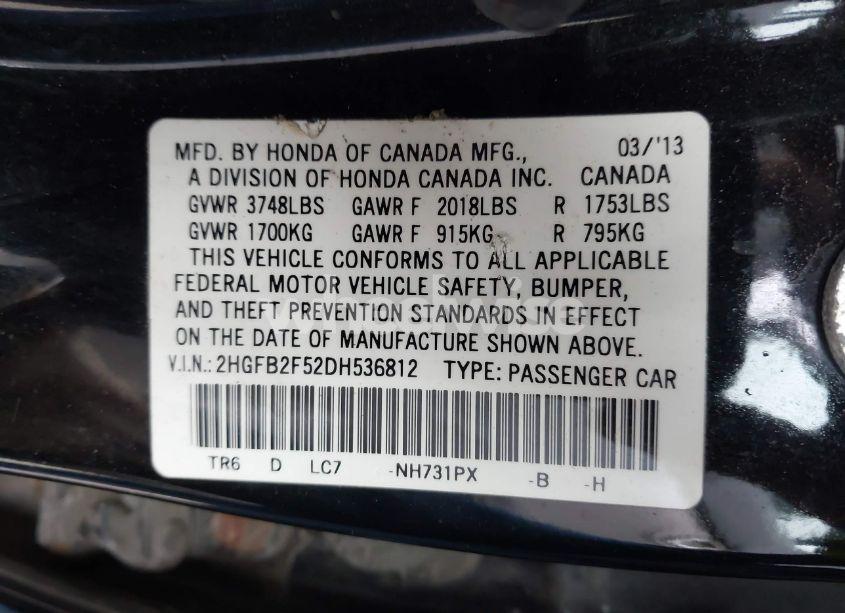 MFD. BY HONDA OF CANADA MFG., 03/'13
A DIVISION OF HONDA CANADA INC. CANADA
GVWR 3748LBS GAWR F 2018LBS R 1753LBS
GVWR 1700KG GAWR F 915KG R 795KG
THIS VEHICLE CONFORMS TO ALL APPLICABLE
FEDERAL MOTOR VEHICLE SAFETY, BUMPER,
AND THEFT PREVENTION STANDARDS IN EFFECT
ON THE DATE OF MANUFACTURE SHOWN ABOVE.
V.I.N.: 2HGFB2F52DH536812 TYPE: PASSENGER CAR
TR6 D LC7 -NH731PX -B -H